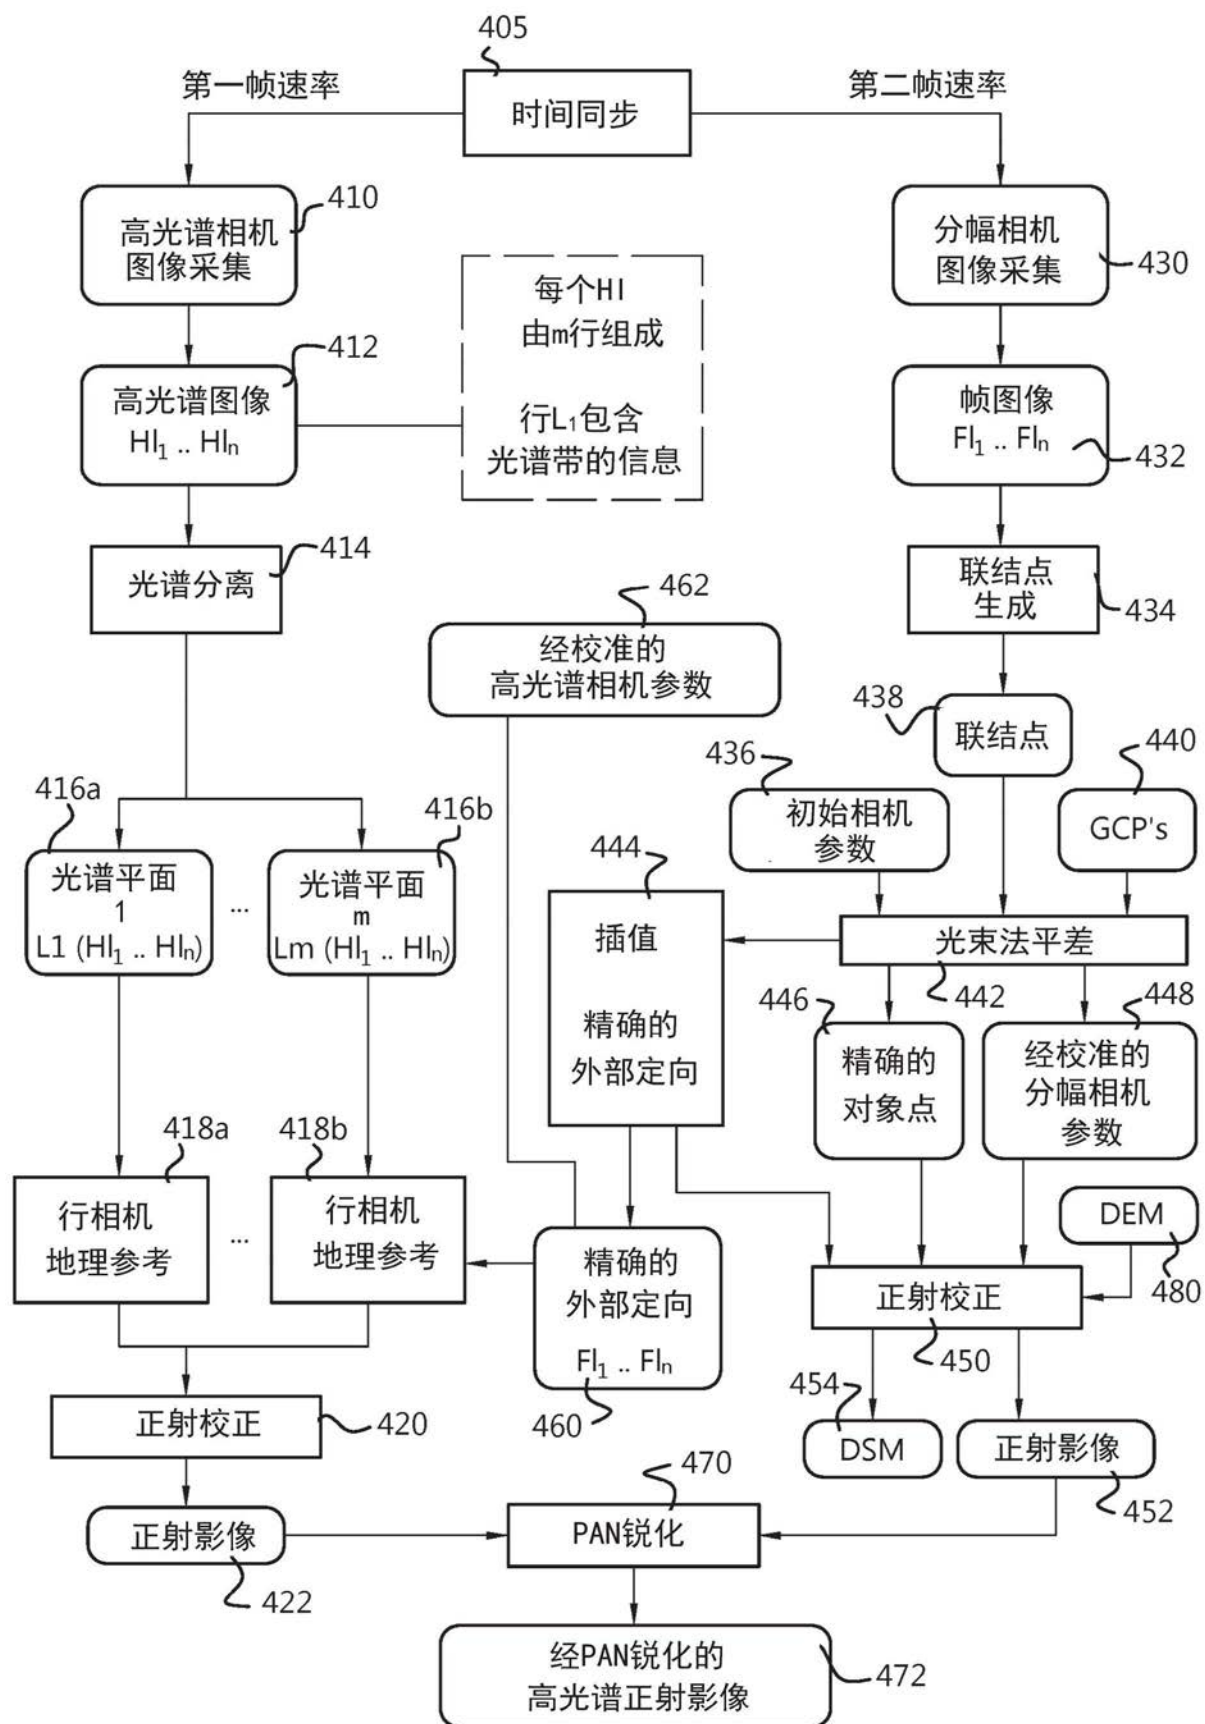 405
第一帧速率
时间同步
第二帧速率
410
高光谱相机
图像采集
分幅相机
图像采集
430
每个HI
由m行组成
行L₁包含
光谱带的信息
412
高光谱图像
HI₁ .. HIₙ
帧图像
FI₁ .. FIₙ
432
414
光谱分离
联结点
生成
434
462
经校准的
高光谱相机参数
438
联结点
436
初始相机
参数
440
GCP's
416a
光谱平面
1
L1 (HI₁ .. HIₙ)
...
416b
光谱平面
m
Lm (HI₁ .. HIₙ)
444
插值
精确的
外部定向
光束法平差
442
446
精确的
对象点
448
经校准的
分幅相机
参数
418a
行相机
地理参考
...
418b
行相机
地理参考
精确的
外部定向
FI₁ .. FIₙ
460
DEM
480
正射校正
450
正射校正
420
454
DSM
正射影像
452
正射影像
422
470
PAN锐化
经PAN锐化的
高光谱正射影像
472